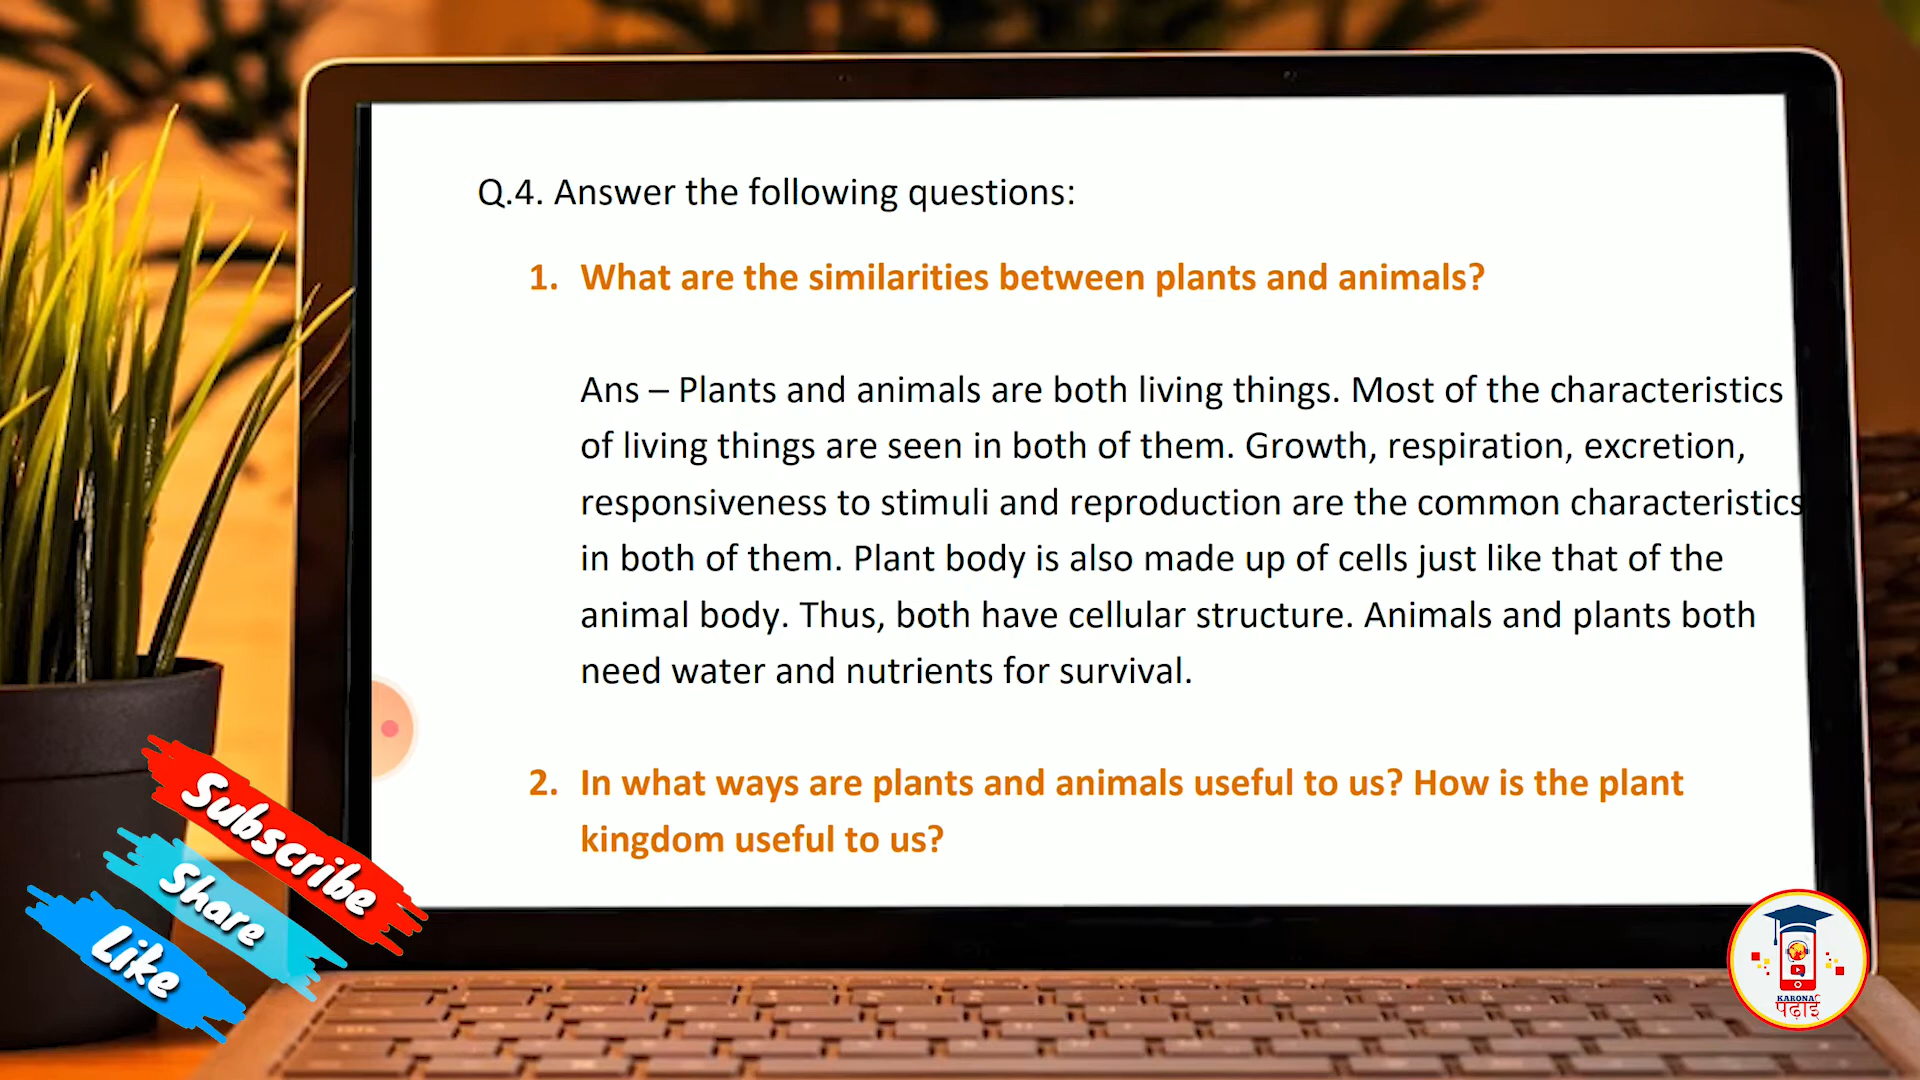 Q.4. Answer the following questions:
1. What are the similarities between plants and animals?
Ans – Plants and animals are both living things. Most of the characteristics
of living things are seen in both of them. Growth, respiration, excretion,
responsiveness to stimuli and reproduction are the common characteristics
in both of them. Plant body is also made up of cells just like that of the
animal body. Thus, both have cellular structure. Animals and plants both
need water and nutrients for survival.
2. In what ways are plants and animals useful to us? How is the plant
kingdom useful to us?
Subscribe
Share
Like
KARONA
पढ़ाई